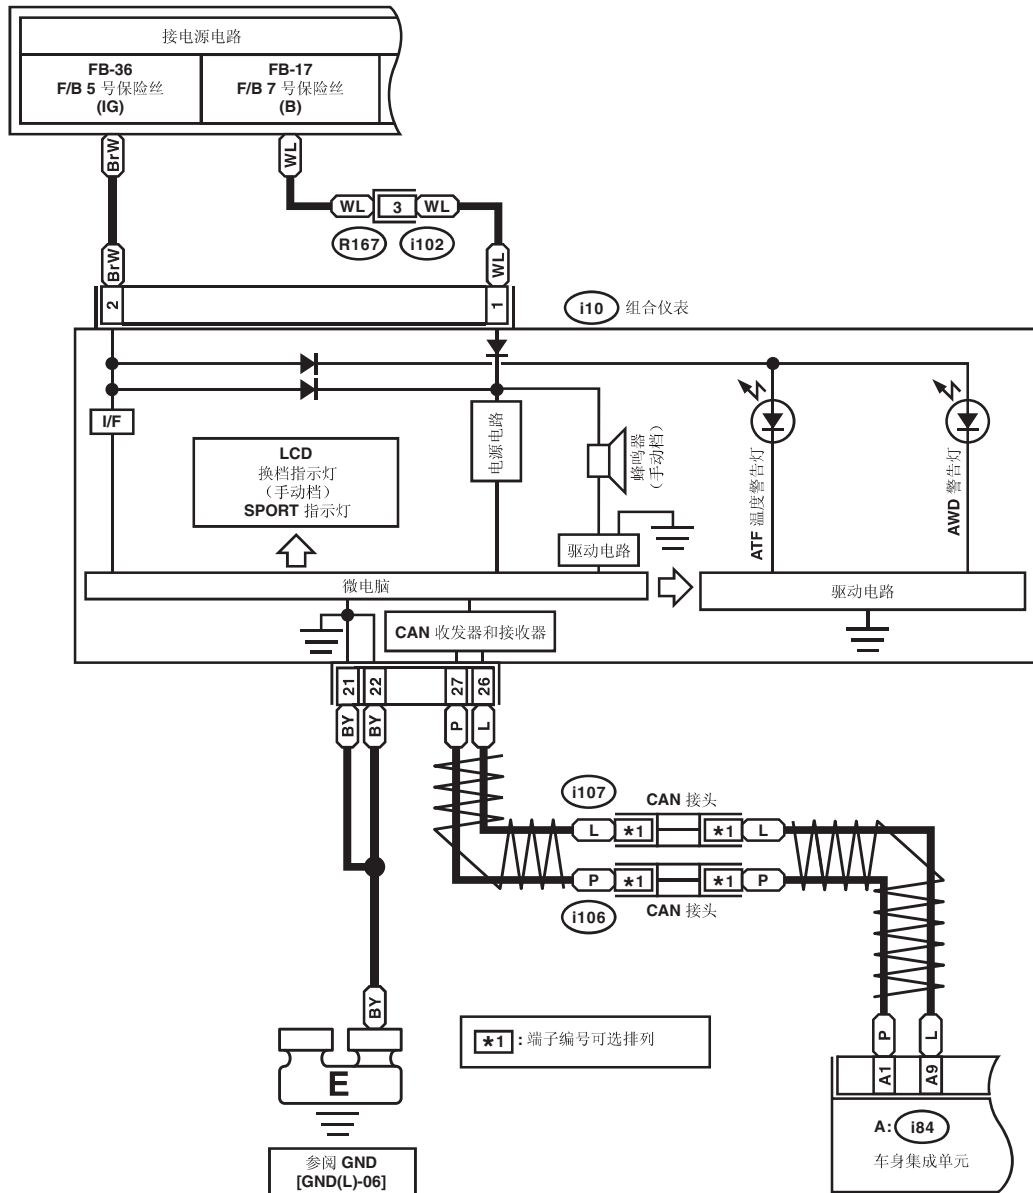 接电源电路
FB-36
F/B 5 号保险丝
(IG)
FB-17
F/B 7 号保险丝
(B)
BrW
WL
WL
3
WL
R167
i102
BrW
WL
2
1
i10
组合仪表
I/F
LCD
换档指示灯
（手动档）
SPORT 指示灯
电源电路
蜂鸣器
（手动档）
ATF 温度警告灯
AWD 警告灯
驱动电路
微电脑
驱动电路
CAN 收发器和接收器
21
22
27
26
BY
BY
P
L
i107
CAN 接头
L
*1
*1
L
P
*1
*1
P
i106
CAN 接头
BY
*1 : 端子编号可选排列
P
L
E
A1
A9
A: i84
车身集成单元
参阅 GND
[GND(L)-06]